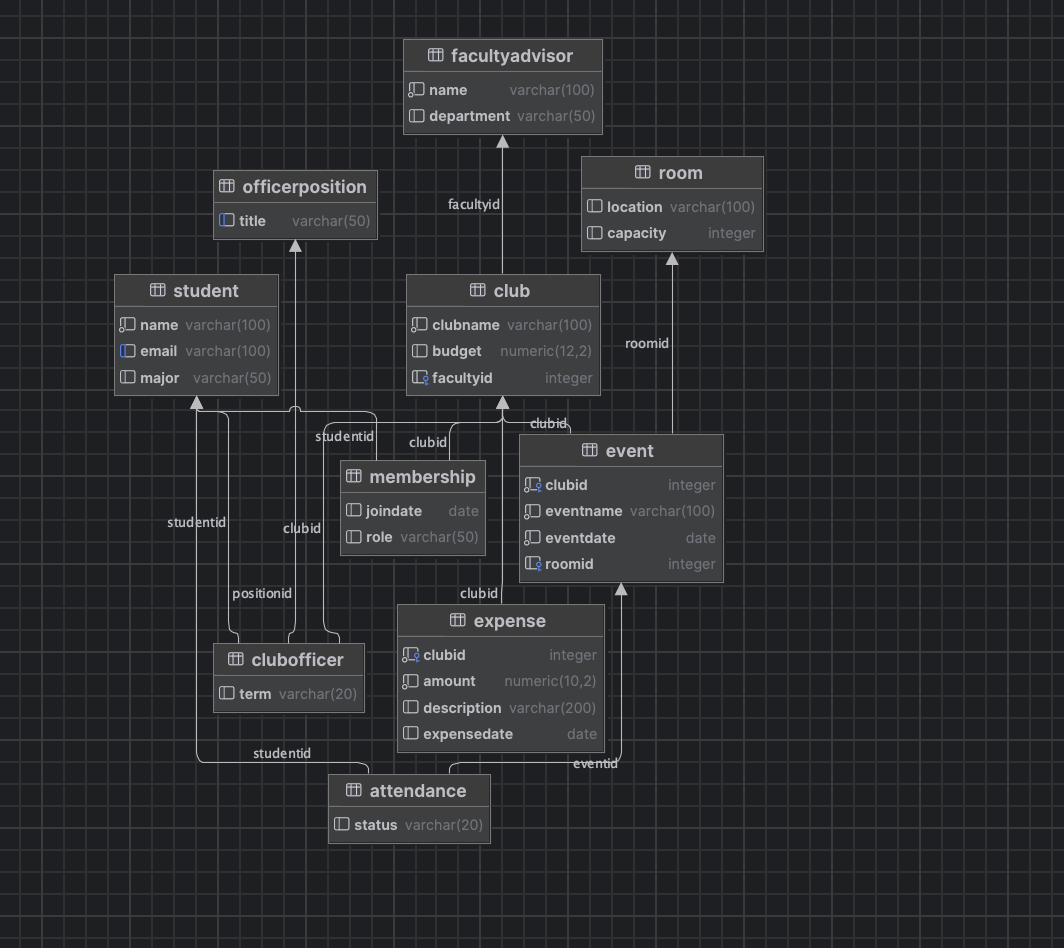 facultyadvisor
name varchar(100)
department varchar(50)
facultyid
officerposition
title varchar(50)
room
location varchar(100)
capacity integer
roomid
student
name varchar(100)
email varchar(100)
major varchar(50)
club
clubname varchar(100)
budget numeric(12,2)
facultyid integer
studentid
clubid
clubid
membership
joindate date
role varchar(50)
event
clubid integer
eventname varchar(100)
eventdate date
roomid integer
studentid
clubid
positionid
clubid
clubofficer
term varchar(20)
expense
clubid integer
amount numeric(10,2)
description varchar(200)
expensedate date
studentid
eventid
attendance
status varchar(20)